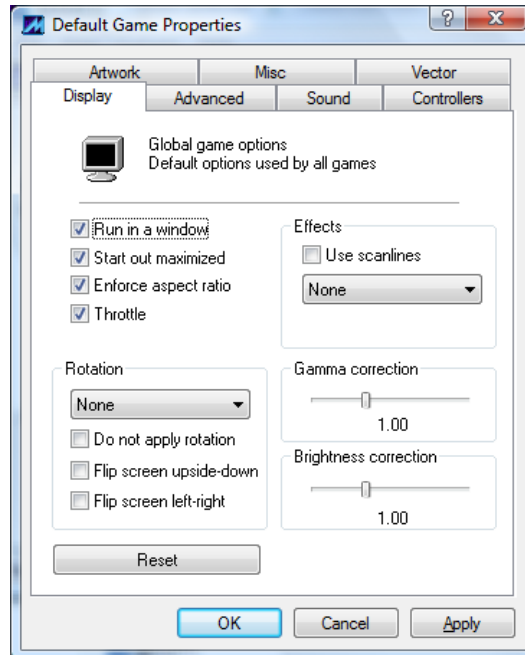 Default Game Properties
Artwork Misc Vector
Display Advanced Sound Controllers
Global game options
Default options used by all games
Run in a window
Start out maximized
Enforce aspect ratio
Throttle
Effects
Use scanlines
None
Rotation
None
Do not apply rotation
Flip screen upside-down
Flip screen left-right
Gamma correction
1.00
Brightness correction
1.00
Reset
OK Cancel Apply